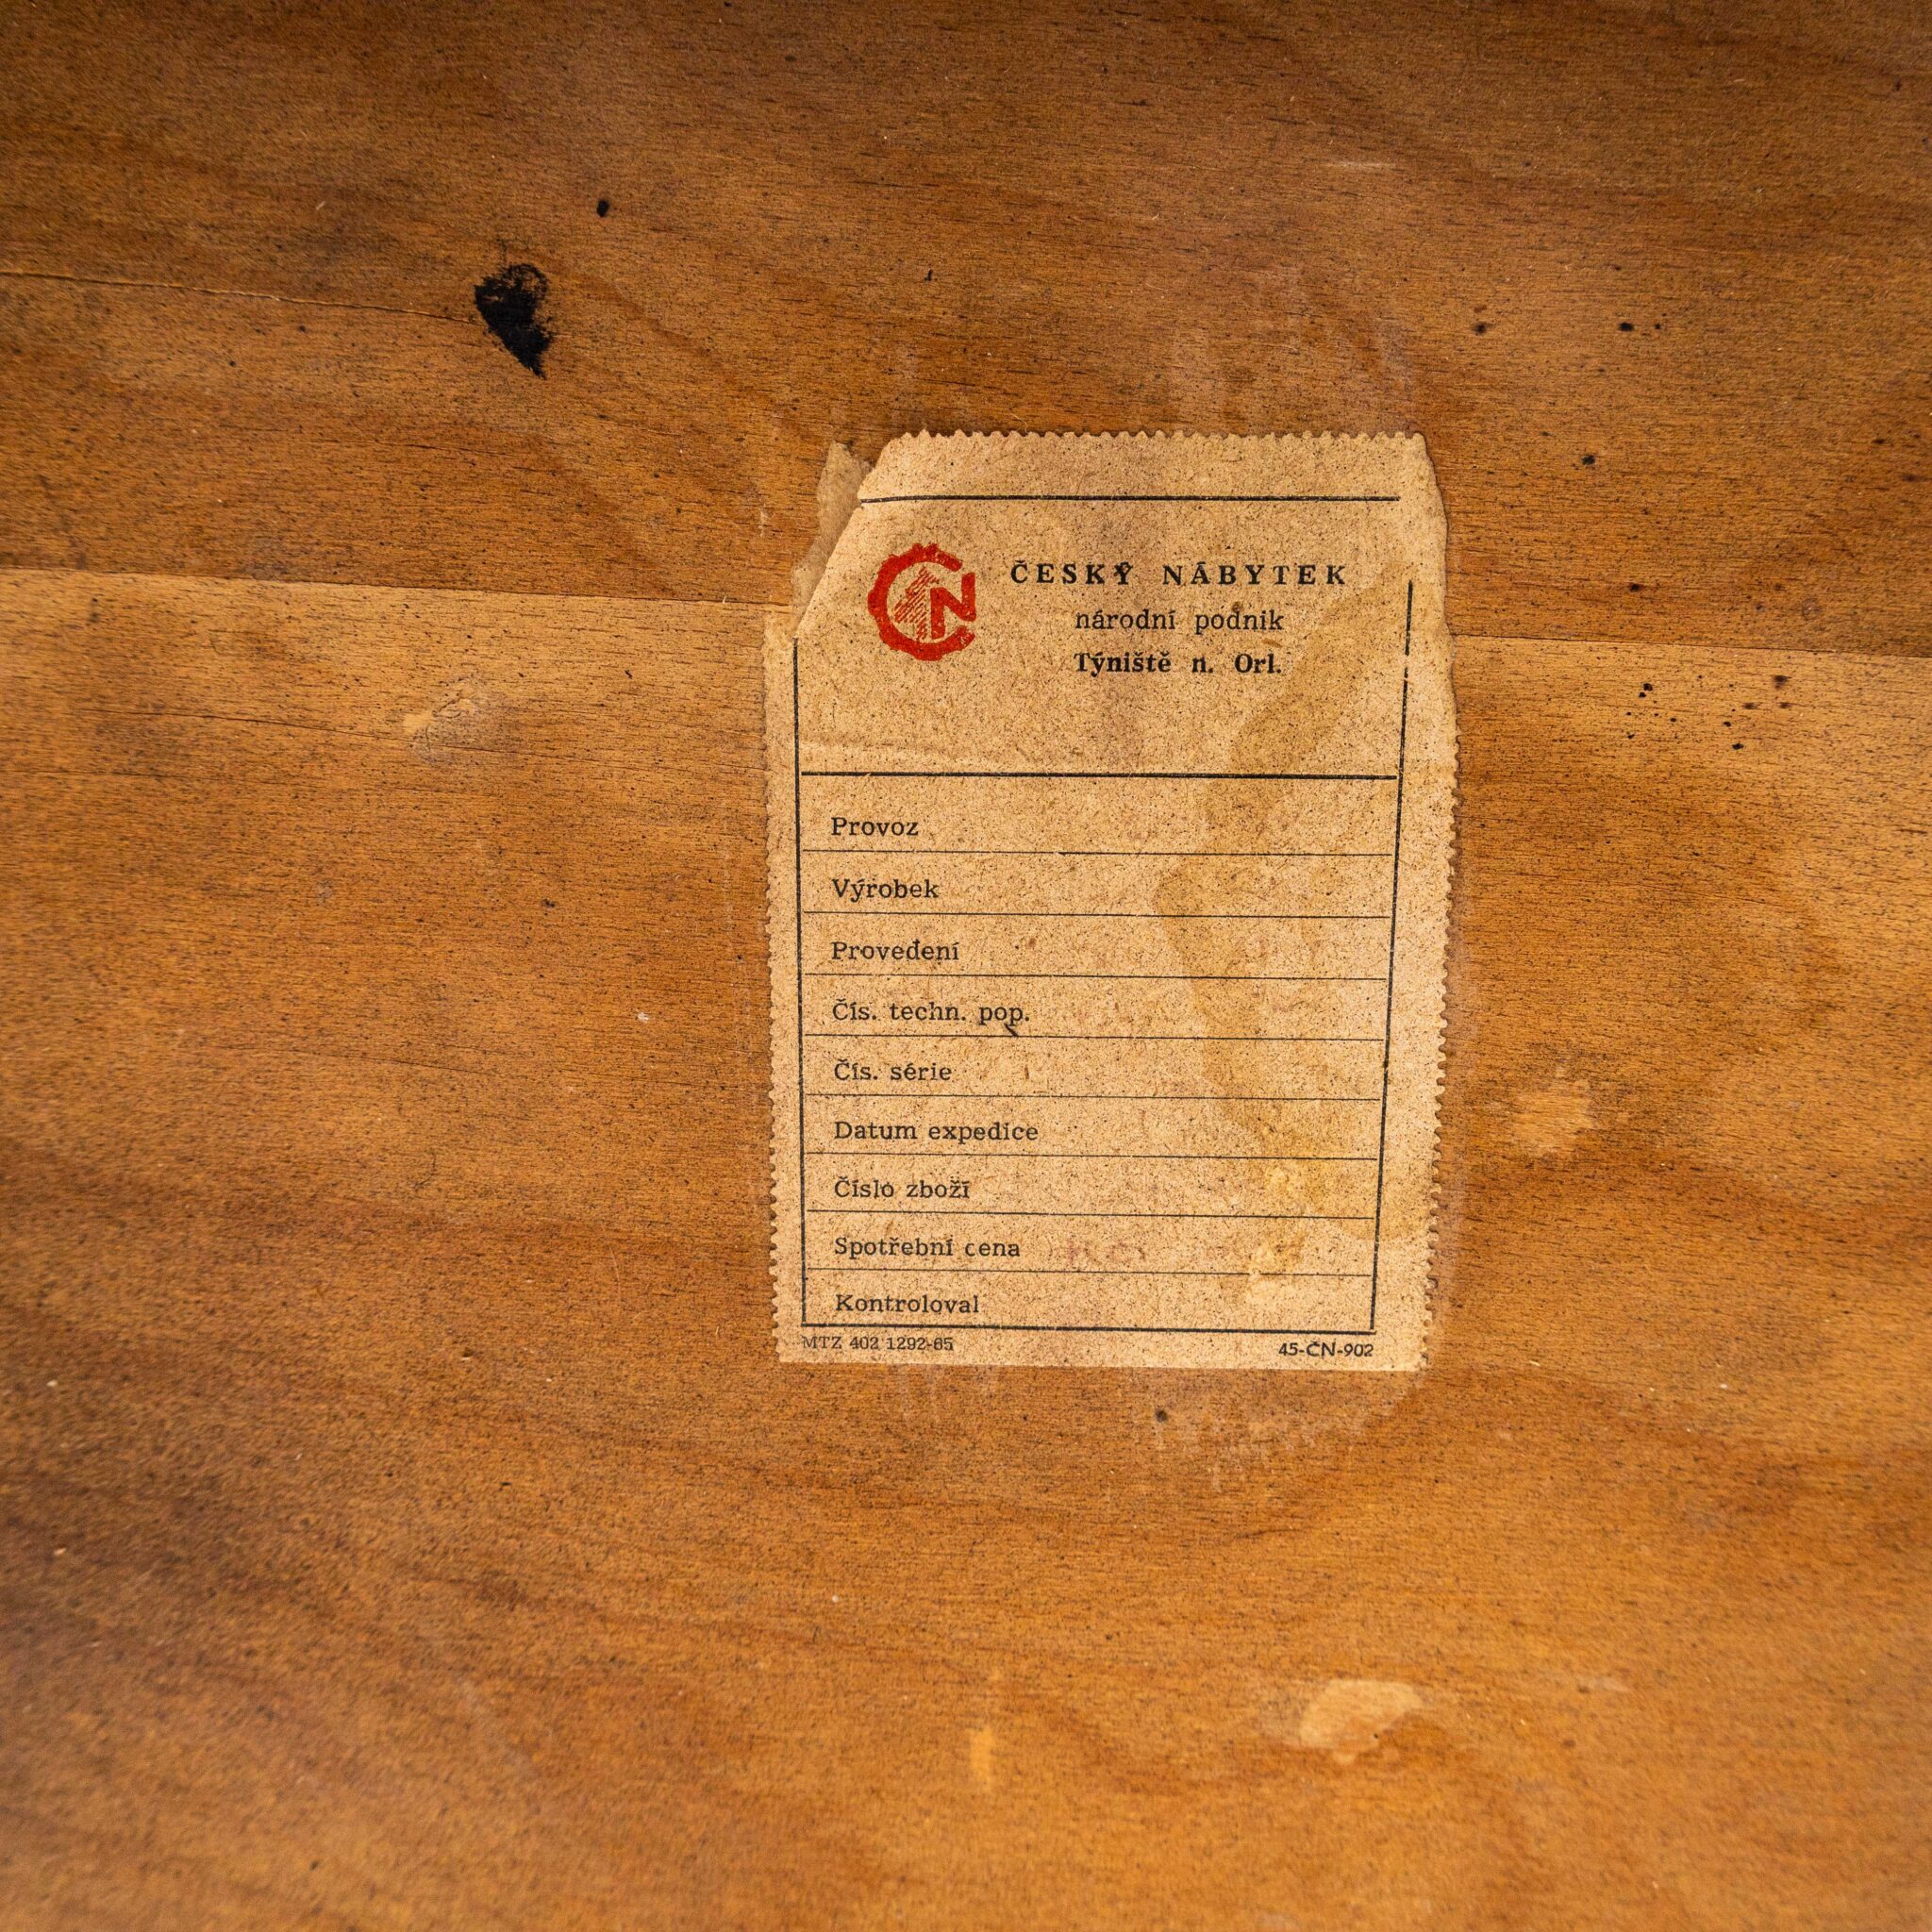 ČN
ČESKÝ NÁBYTEK
národní podnik
Týniště n. Orl.
Provoz
Výrobek
Provedení
Čís. techn. pop.
Čís. série
Datum expedice
Číslo zboží
Spotřební cena
Kontroloval
MTZ 402 1292-65
45-ČN-902